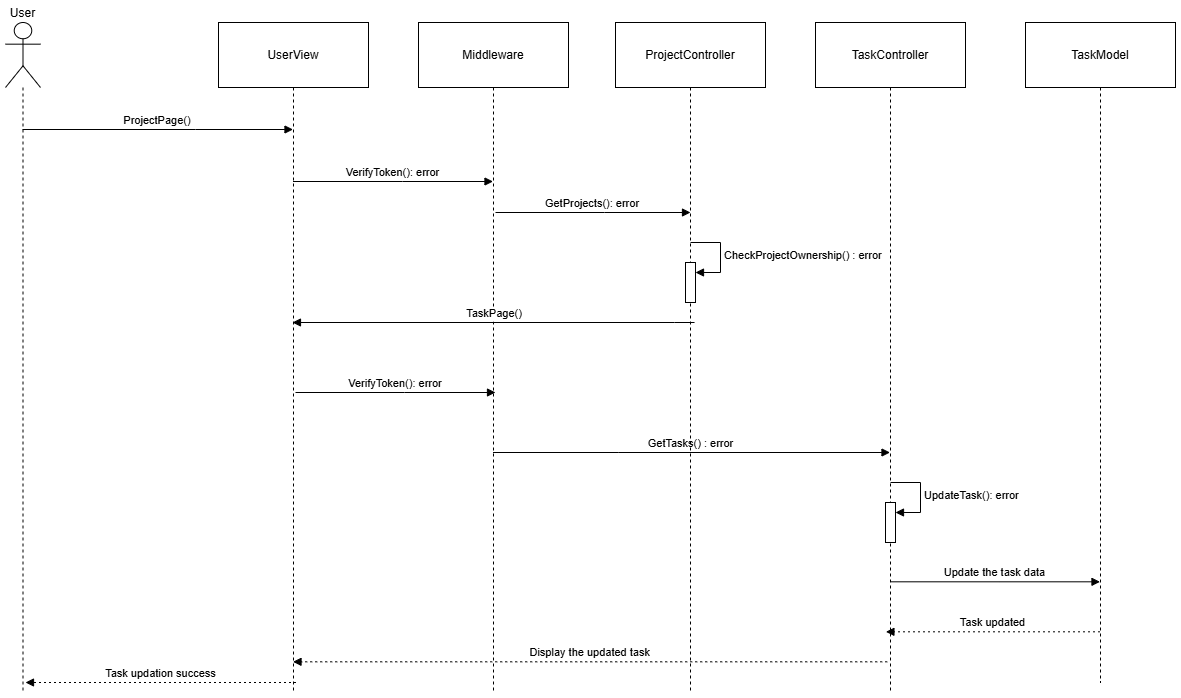 User
UserView
Middleware
ProjectController
TaskController
TaskModel
ProjectPage()
VerifyToken(): error
GetProjects(): error
CheckProjectOwnership() : error
TaskPage()
VerifyToken(): error
GetTasks() : error
UpdateTask(): error
Update the task data
Task updated
Display the updated task
Task updation success